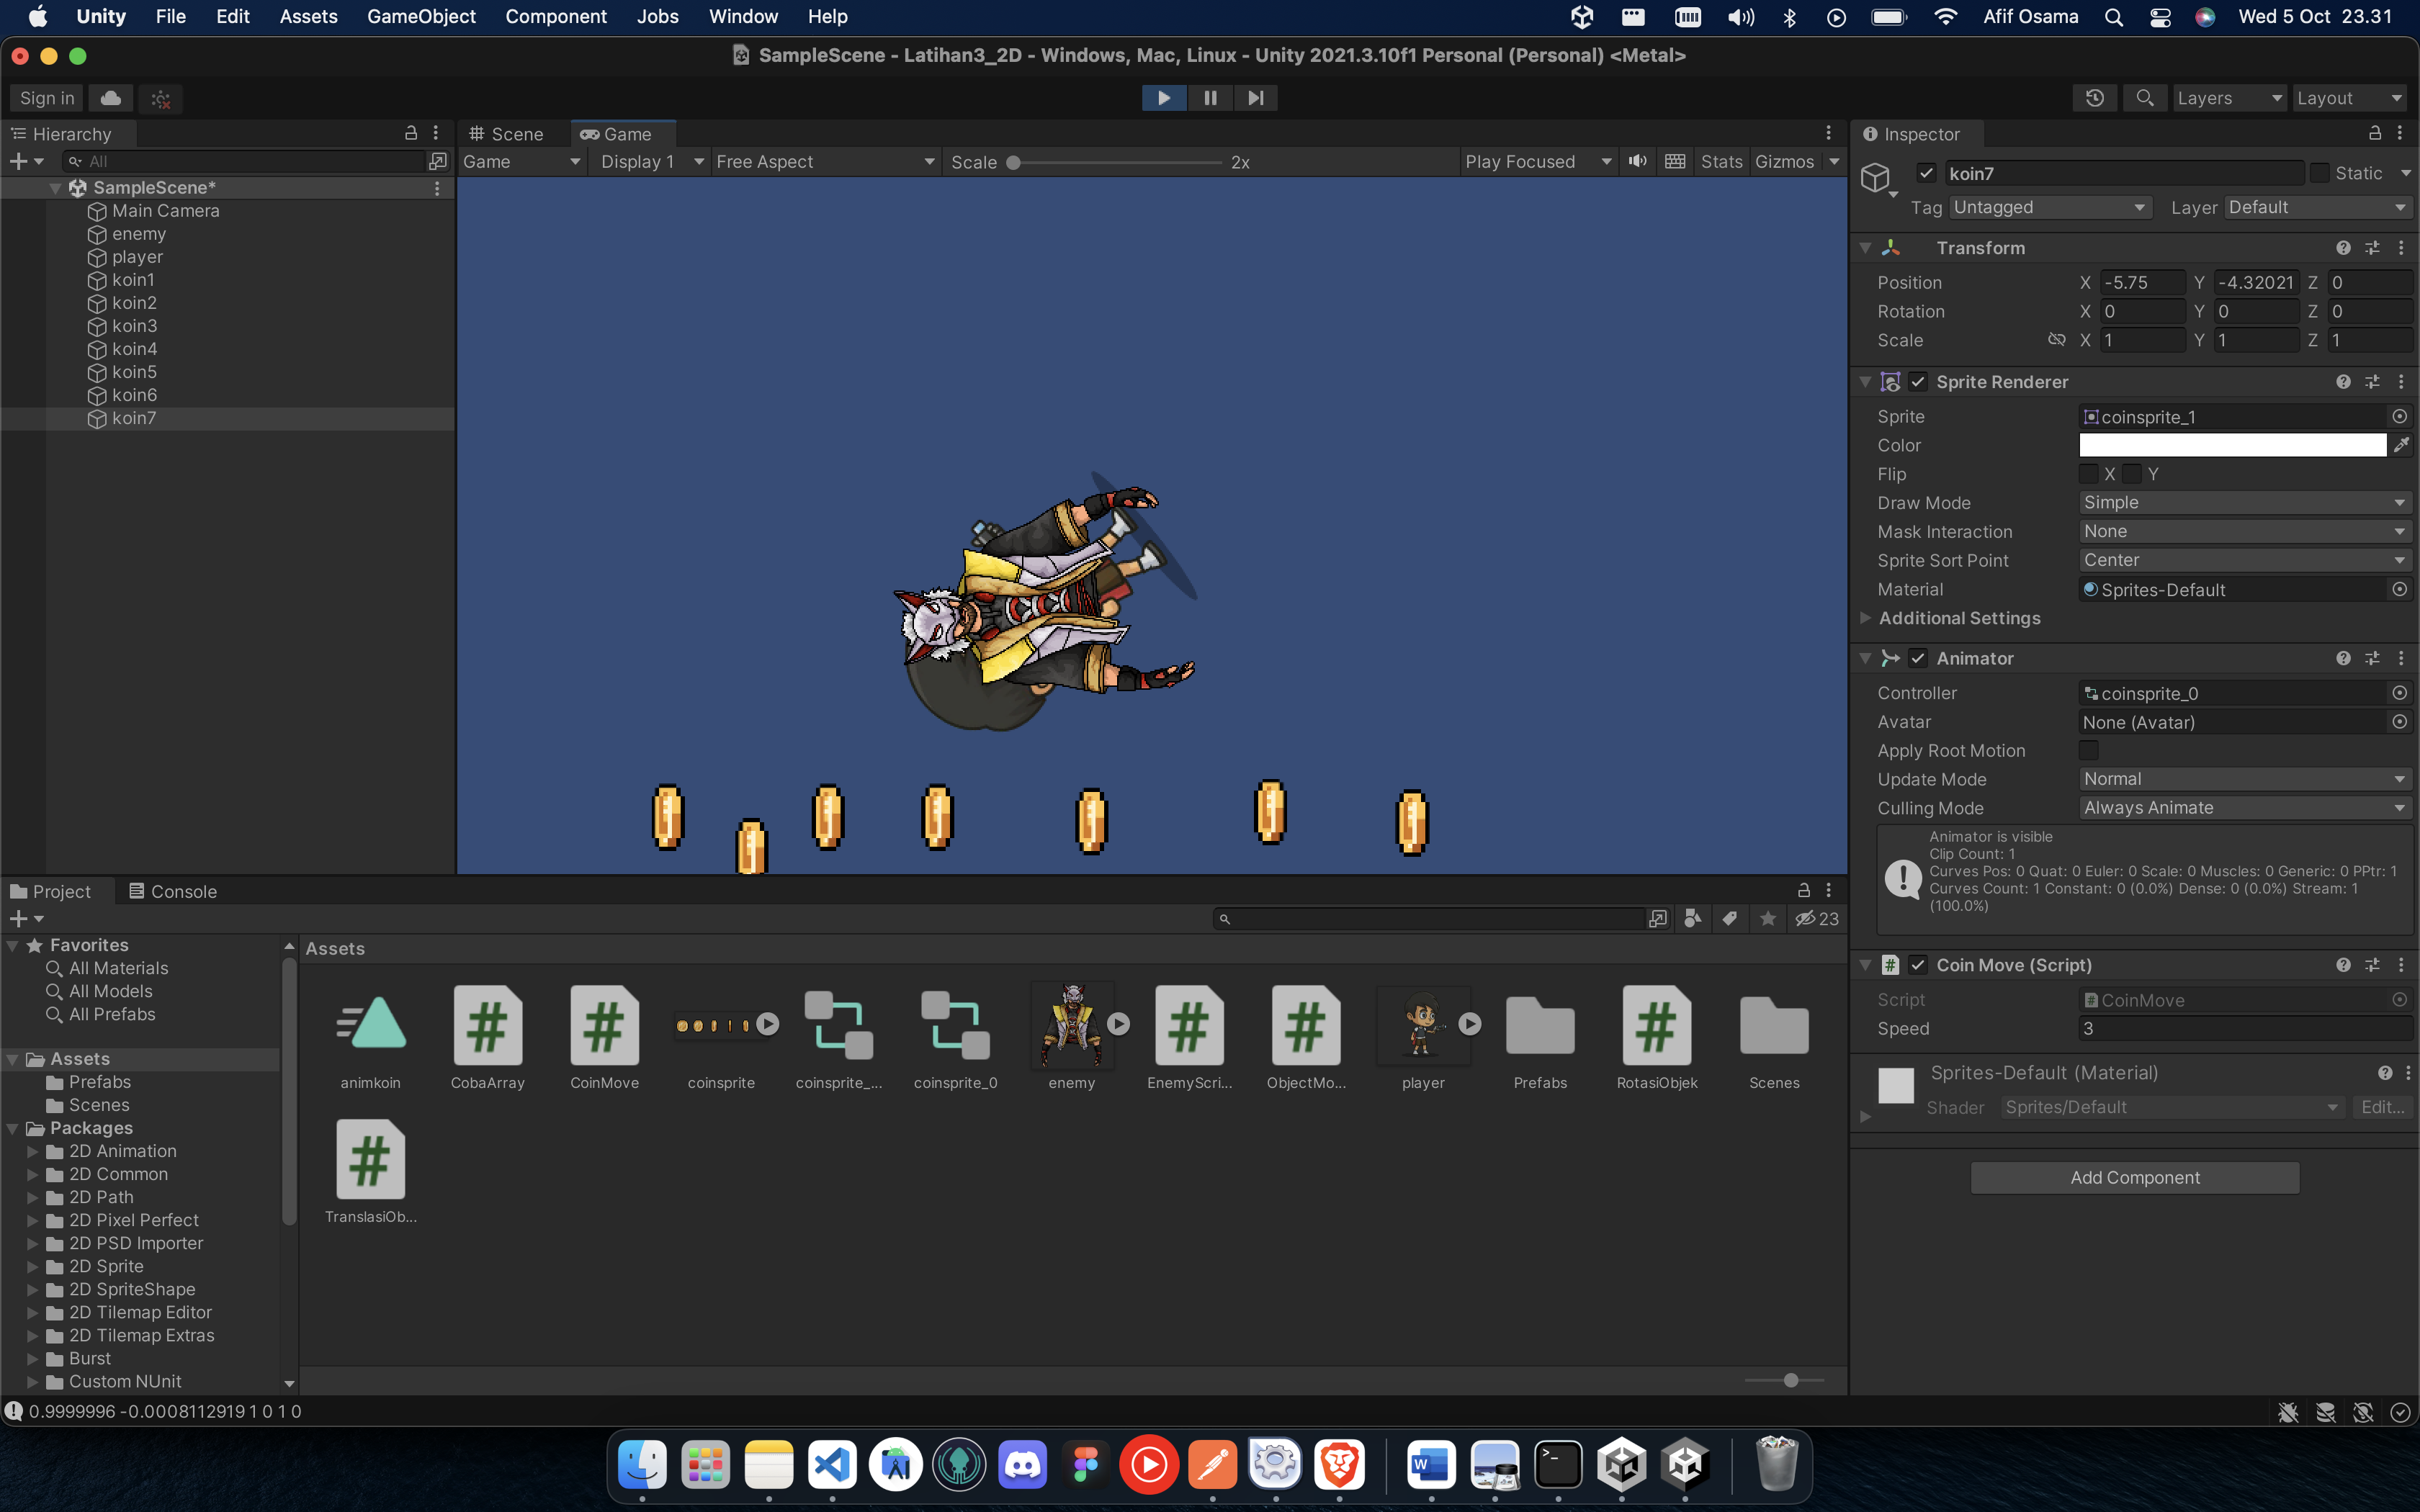 Unity File Edit Assets GameObject Component Jobs Window Help Afif Osama Wed 5 Oct 23.31
SampleScene - Latihan3_2D - Windows, Mac, Linux - Unity 2021.3.10f1 Personal (Personal) <Metal>
Sign in Layers Layout
Hierarchy
All
SampleScene*
Main Camera
enemy
player
koin1
koin2
koin3
koin4
koin5
koin6
koin7
Scene Game
Game Display 1 Free Aspect Scale 2x Play Focused Stats Gizmos
Inspector
koin7 Static
Tag Untagged Layer Default
Transform
Position X -5.75 Y -4.32021 Z 0
Rotation X 0 Y 0 Z 0
Scale X 1 Y 1 Z 1
Sprite Renderer
Sprite coinsprite_1
Color
Flip X Y
Draw Mode Simple
Mask Interaction None
Sprite Sort Point Center
Material Sprites-Default
Additional Settings
Animator
Controller coinsprite_0
Avatar None (Avatar)
Apply Root Motion
Update Mode Normal
Culling Mode Always Animate
Animator is visible
Clip Count: 1
Curves Pos: 0 Quat: 0 Euler: 0 Scale: 0 Muscles: 0 Generic: 0 PPtr: 1
Curves Count: 1 Constant: 0 (0.0%) Dense: 0 (0.0%) Stream: 1
(100.0%)
Coin Move (Script)
Script CoinMove
Speed 3
Sprites-Default (Material)
Shader Sprites/Default Edit...
Add Component
Project Console
23
Favorites
All Materials
All Models
All Prefabs
Assets
Prefabs
Scenes
Packages
2D Animation
2D Common
2D Path
2D Pixel Perfect
2D PSD Importer
2D Sprite
2D SpriteShape
2D Tilemap Editor
2D Tilemap Extras
Burst
Custom NUnit
Assets
animkoin CobaArray CoinMove coinsprite coinsprite_... coinsprite_0 enemy EnemyScri... ObjectMo... player Prefabs RotasiObjek Scenes
TranslasiOb...
0.9999996 -0.0008112919 1 0 1 0